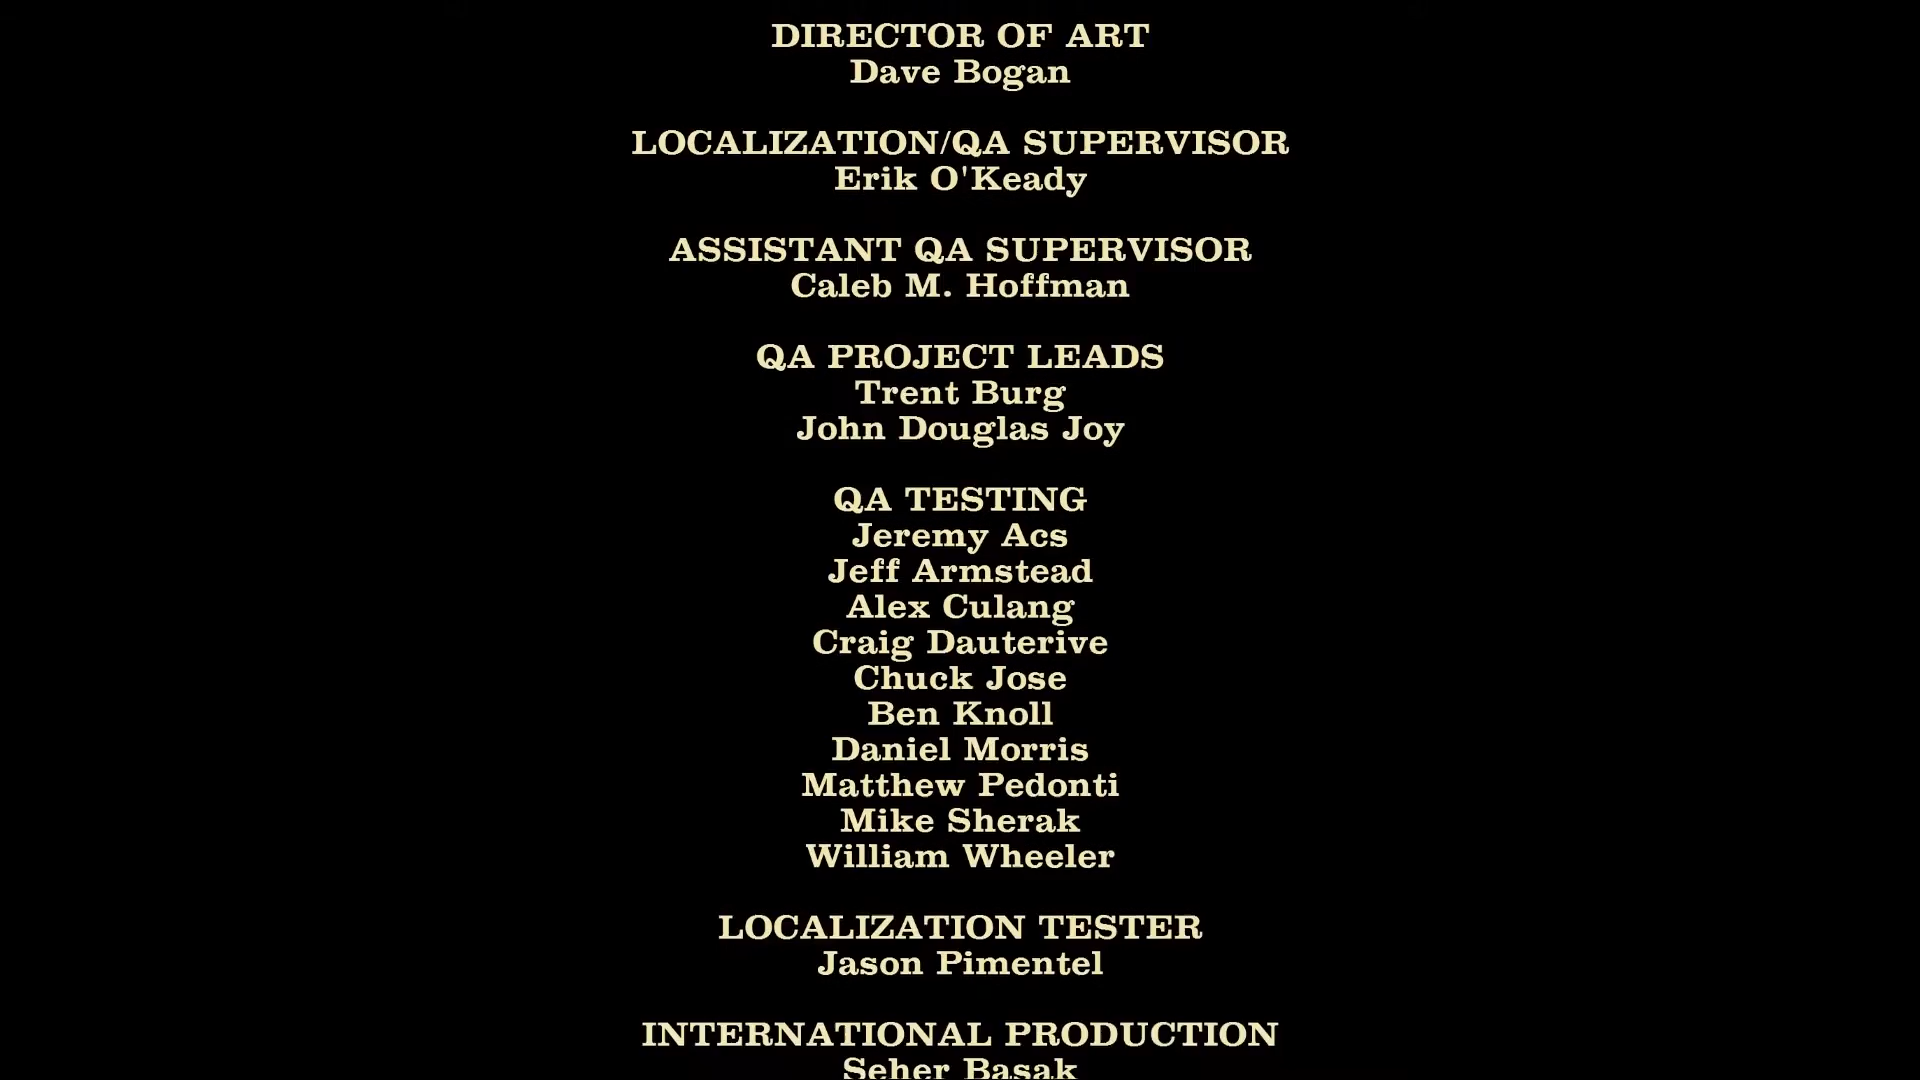 DIRECTOR OF ART
Dave Bogan
LOCALIZATION/QA SUPERVISOR
Erik O'Keady
ASSISTANT QA SUPERVISOR
Caleb M. Hoffman
QA PROJECT LEADS
Trent Burg
John Douglas Joy
QA TESTING
Jeremy Acs
Jeff Armstead
Alex Culang
Craig Dauterive
Chuck Jose
Ben Knoll
Daniel Morris
Matthew Pedonti
Mike Sherak
William Wheeler
LOCALIZATION TESTER
Jason Pimentel
INTERNATIONAL PRODUCTION
Seher Basak